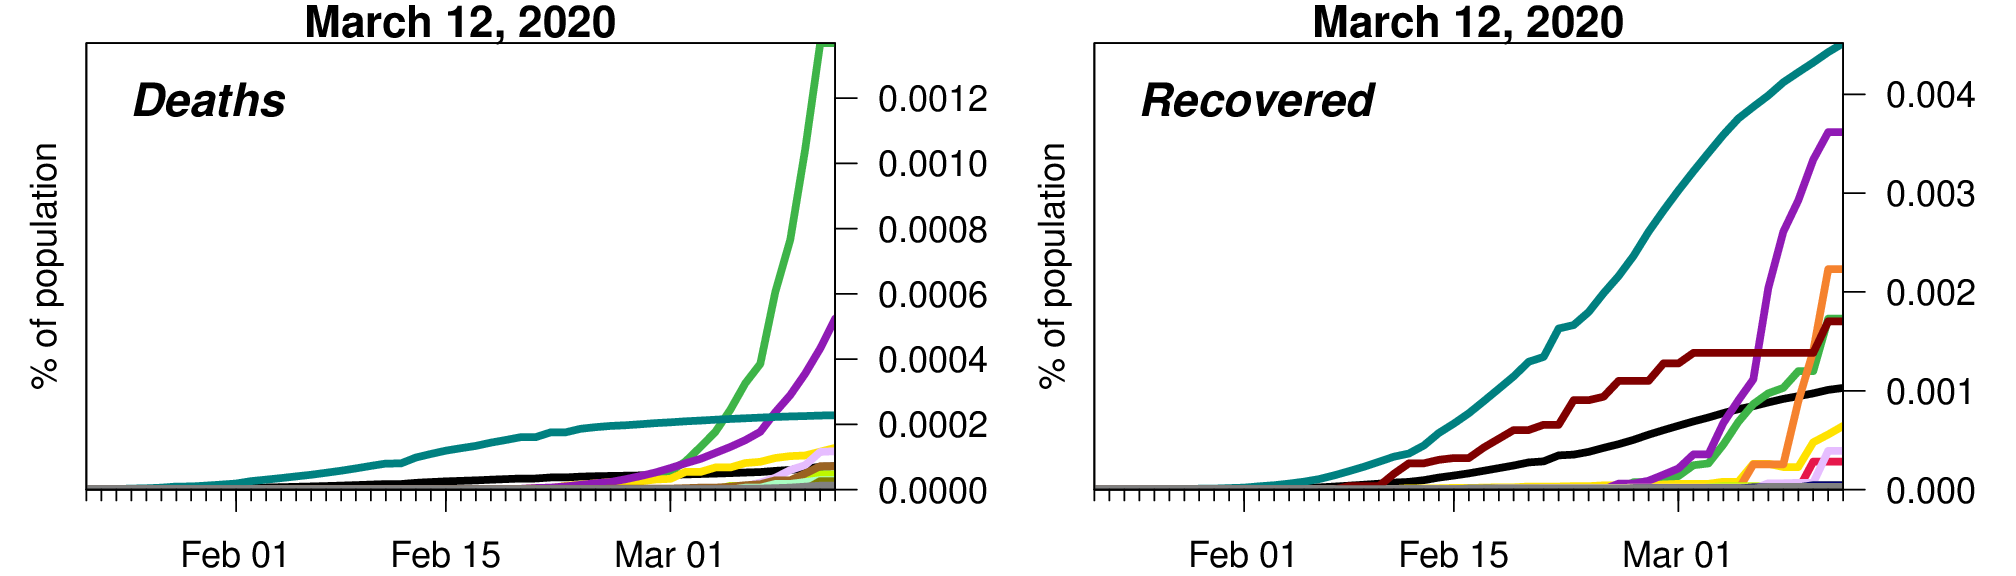 March 12, 2020
Deaths
% of population
0.0012
0.0010
0.0008
0.0006
0.0004
0.0002
0.0000
Feb 01 Feb 15 Mar 01
March 12, 2020
Recovered
% of population
0.004
0.003
0.002
0.001
0.000
Feb 01 Feb 15 Mar 01